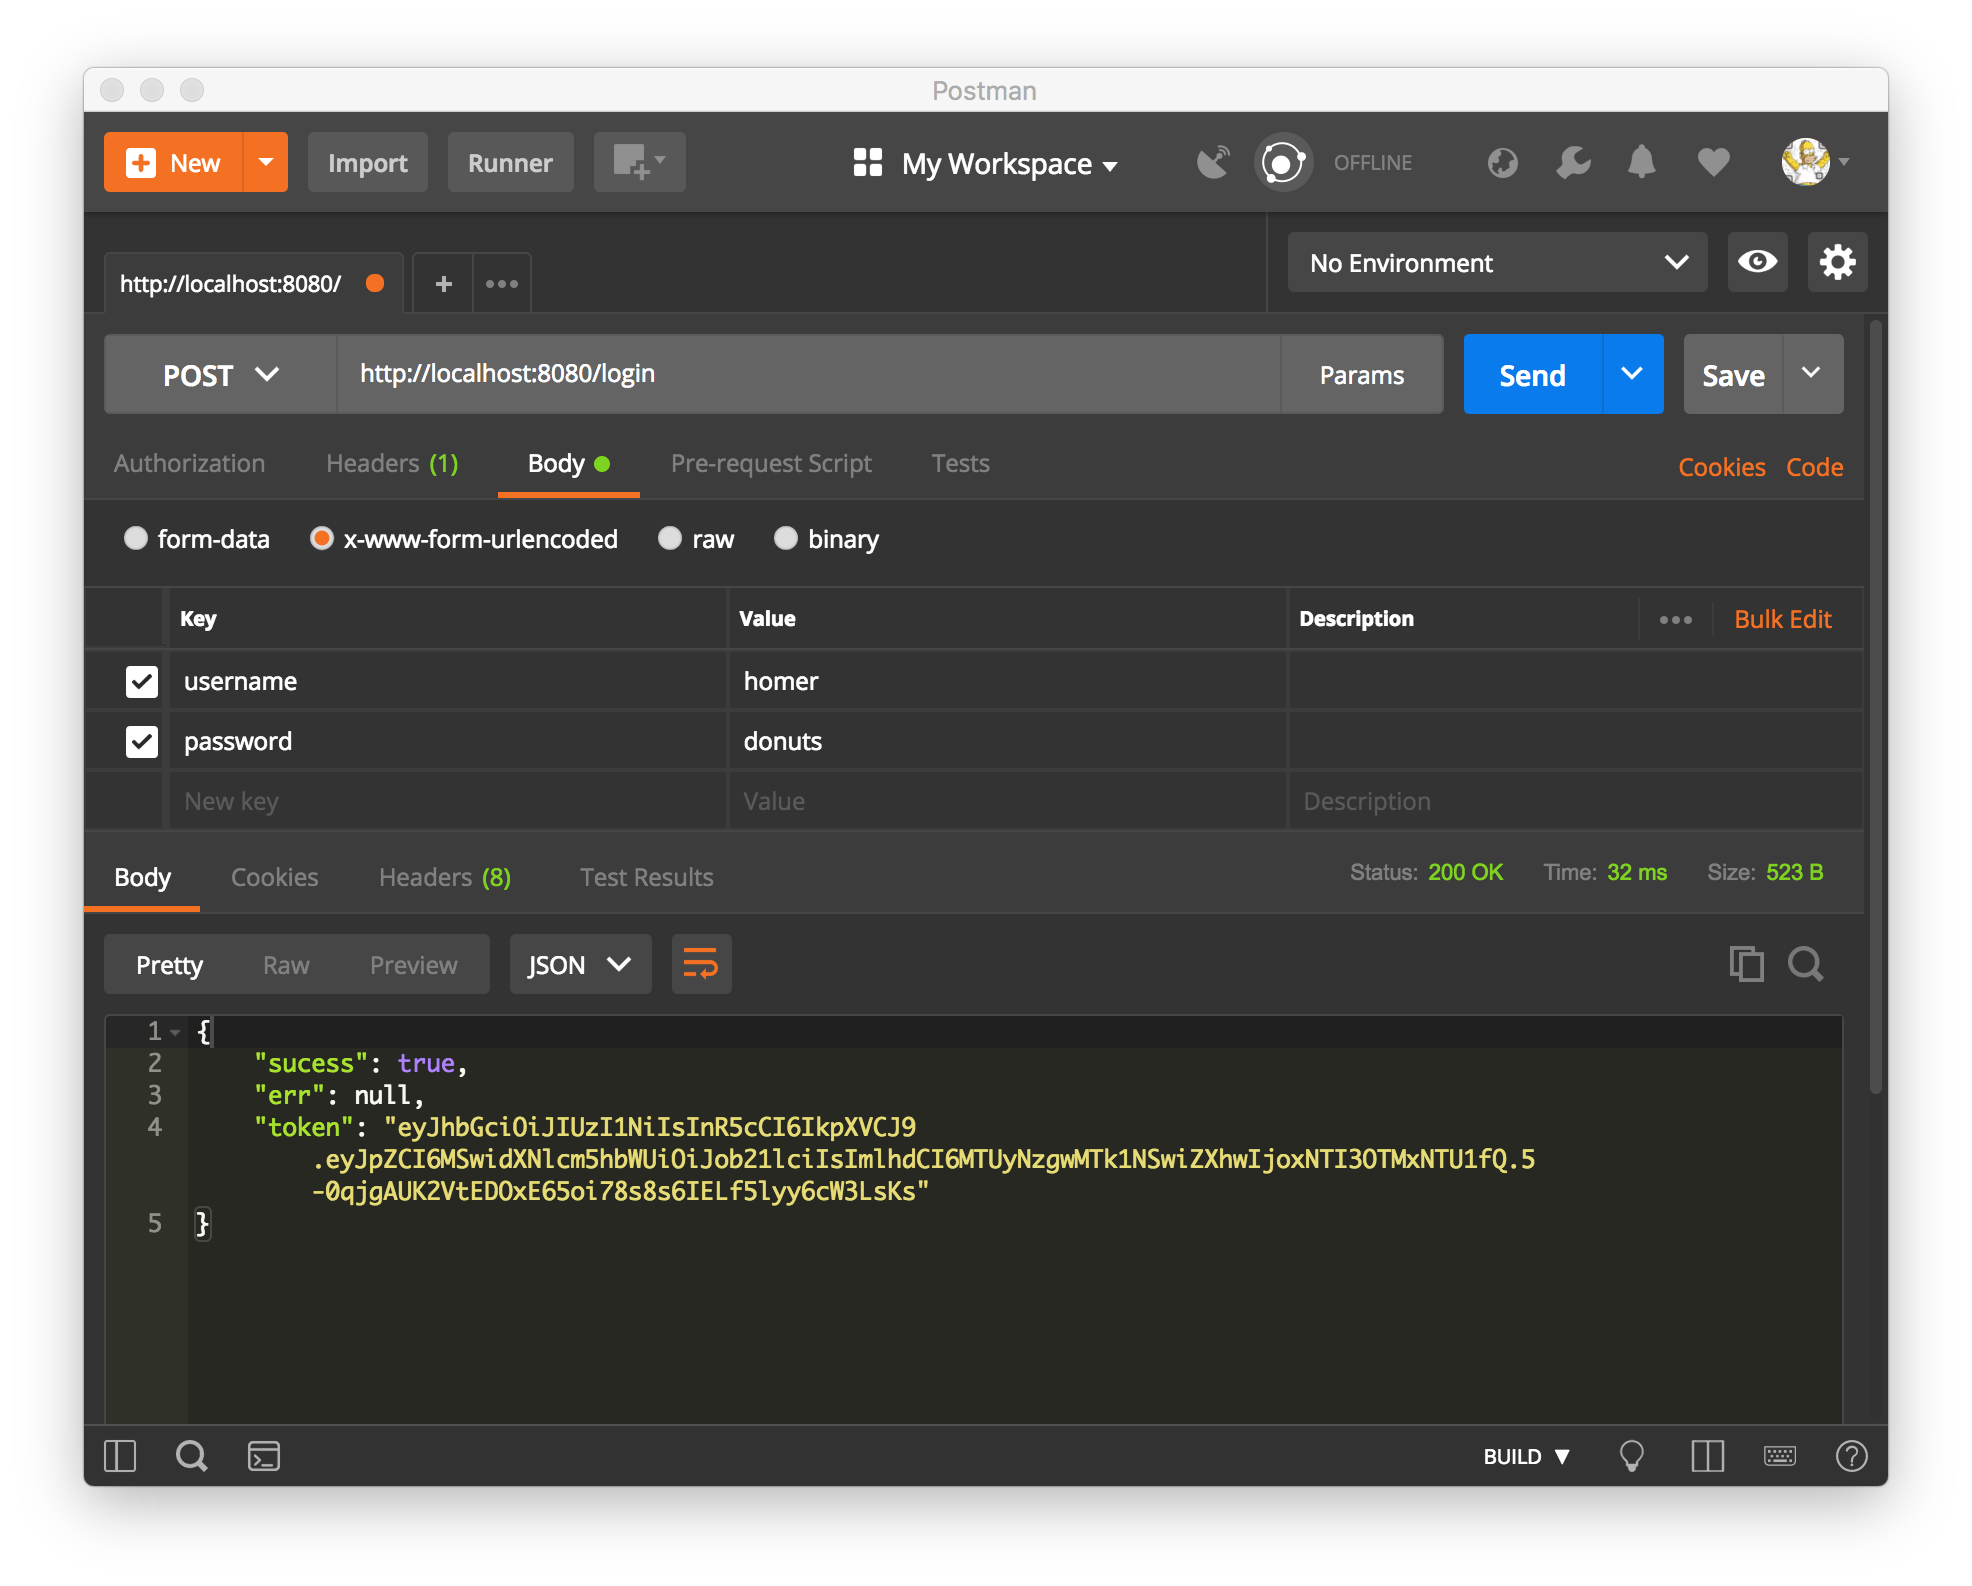 Postman
New Import Runner My Workspace OFFLINE
http://localhost:8080/ + No Environment
POST http://localhost:8080/login Params Send Save
Authorization Headers (1) Body Pre-request Script Tests Cookies Code
form-data x-www-form-urlencoded raw binary
Key Value Description Bulk Edit
username homer
password donuts
New key Value Description
Body Cookies Headers (8) Test Results Status: 200 OK Time: 32 ms Size: 523 B
Pretty Raw Preview JSON
1 {
2 "sucess": true,
3 "err": null,
4 "token": "eyJhbGciOiJIUzI1NiIsInR5cCI6IkpXVCJ9
.eyJpZCI6MSwidXNlcm5hbWUiOiJob21lciIsImlhdCI6MTUyNzgwMTk1NSwiZXhwIjoxNTI3OTMxNTU1fQ.5
-0qjgAUK2VtEDOxE65oi78s8s6IELf5lyy6cW3LsKs"
5 }
BUILD